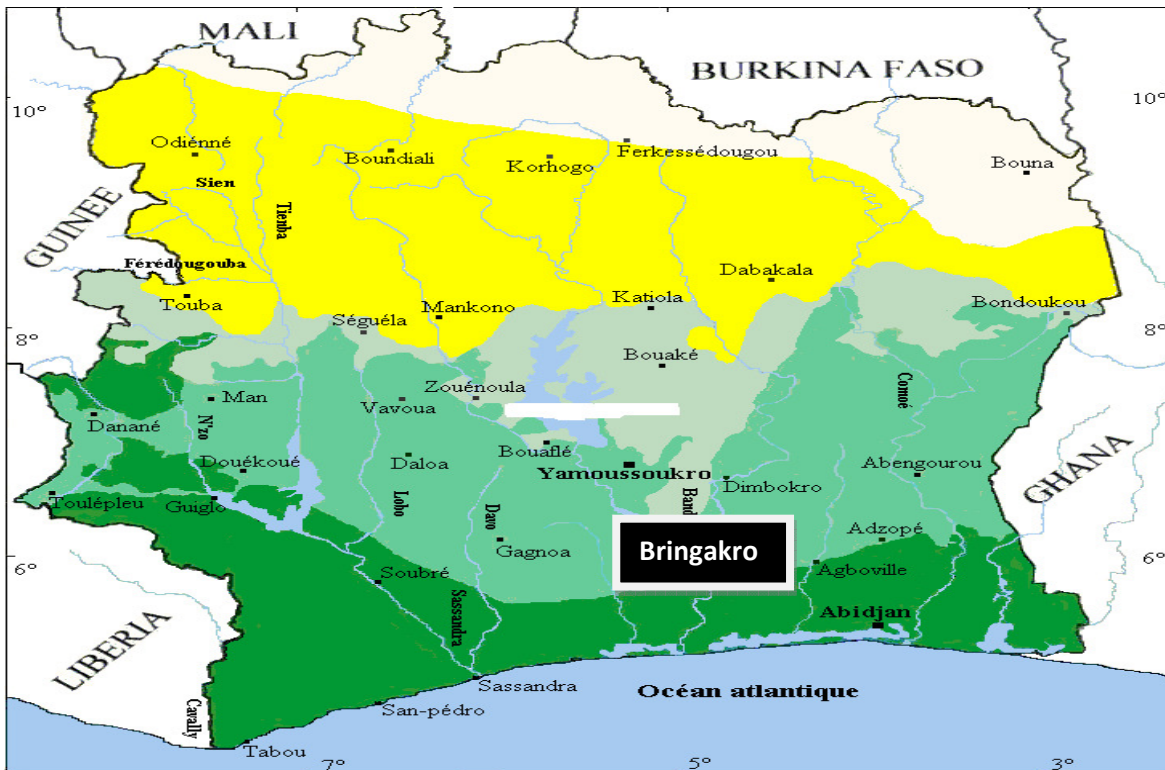 MALI
BURKINA FASO
10°
10°
Odiénné
Boundiali
Korhogo
Ferkessédougou
Bouna
Sien
Tienba
GUINEE
Férédougouba
Touba
Dabakala
Katiola
Mankono
Séguéla
Bondoukou
8°
8°
Bouaké
Zouénoula
Comoé
Man
Vavoua
N'zo
Danané
Bouaflé
Daloa
Douékoué
Yamoussoukro
Abengourou
Dimbokro
GHANA
Toulépleu
Guiglo
Lobo
Davo
Band
Bringakro
Gagnoa
Adzopé
6°
6°
Agboville
Soubré
Sassandra
Abidjan
LIBERIA
Sassandra
Océan atlantique
San-pédro
Cavally
Tabou
7°
5°
3°